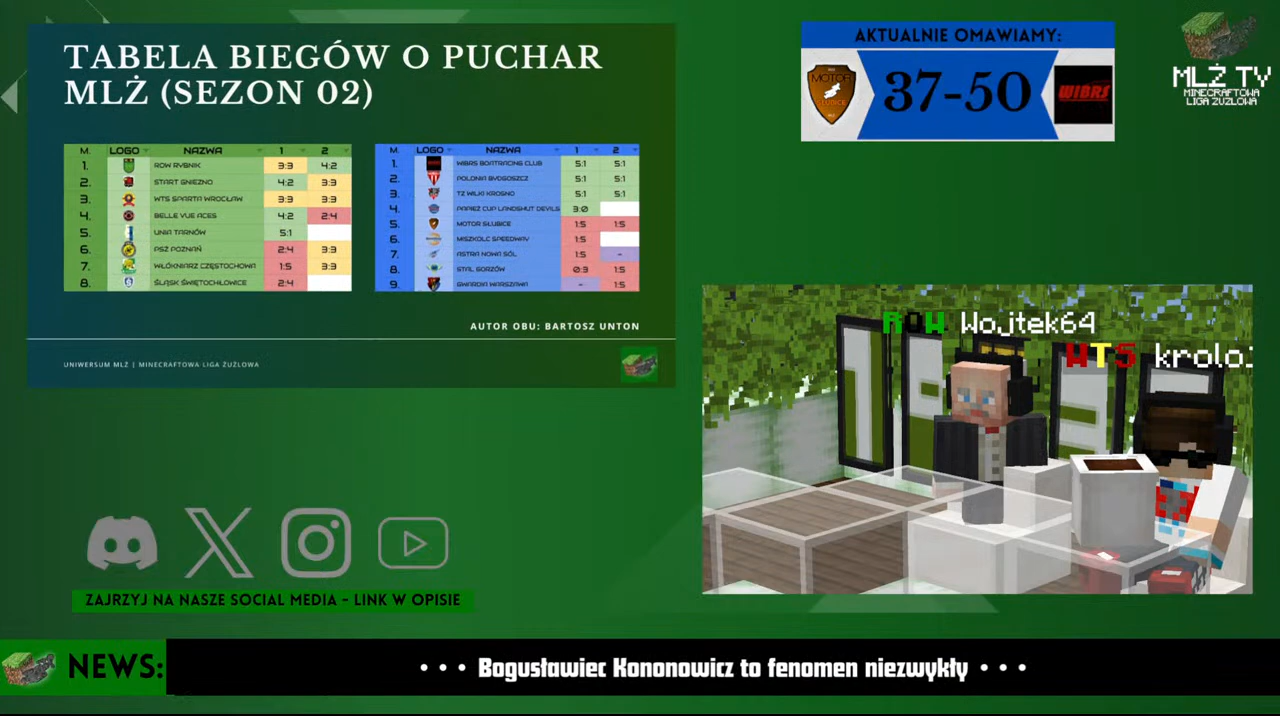 TABELA BIEGÓW O PUCHAR
MLŻ (SEZON 02)
M. LOGO NAZWA 1 2
1. ROW RYBNIK 3:3 4:2
2. START GNIEZNO 4:2 3:3
3. WTS SPARTA WROCŁAW 3:3 3:3
4. BELLE VUE ACES 4:2 2:4
5. UNIA TARNÓW 5:1
6. PSZ POZNAŃ 2:4 3:3
7. WŁÓKNIARZ CZĘSTOCHOWA 1:5 3:3
8. ŚLĄSK ŚWIĘTOCHŁOWICE 2:4
M. LOGO NAZWA 1 2
1. WIBRS BOATRACING CLUB 5:1 5:1
2. POLONIA BYDGOSZCZ 5:1 5:1
3. TZ WILKI KROSNO 5:1 5:1
4. PAPIEŻ CUP LANDSHUT DEVILS 3:0
5. MOTOR SŁUBICE 1:5 1:5
6. MISZKOLC SPEEDWAY 1:5
7. ASTRA NOWA SÓL 1:5 -
8. STAL GORZÓW 0:3 1:5
9. GWARDIA WARSZAWA - 1:5
AUTOR OBU: BARTOSZ UNTON
UNIWERSUM MLŻ | MINECRAFTOWA LIGA ŻUŻLOWA
AKTUALNIE OMAWIAMY:
MOTOR
SŁUBICE
37-50
WIBRS
MLŻ TV
MINECRAFTOWA
LIGA ŻUŻLOWA
ROW Wojtek64
WTS krolo
ZAJRZYJ NA NASZE SOCIAL MEDIA - LINK W OPISIE
NEWS:
• • • Bogusławiec Kononowicz to fenomen niezwykły • • •